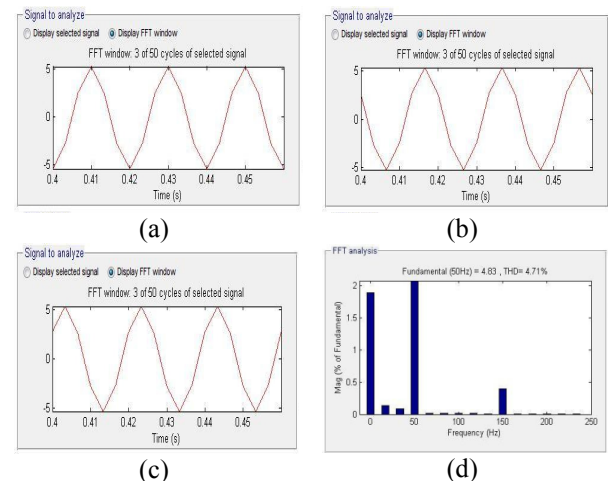 Signal to analyze
Display selected signal Display FFT window
FFT window: 3 of 50 cycles of selected signal
5
0
-5
0.4 0.41 0.42 0.43 0.44 0.45
Time (s)
(a)
Signal to analyze
Display selected signal Display FFT window
FFT window: 3 of 50 cycles of selected signal
5
0
-5
0.4 0.41 0.42 0.43 0.44 0.45
Time (s)
(b)
Signal to analyze
Display selected signal Display FFT window
FFT window: 3 of 50 cycles of selected signal
5
0
-5
0.4 0.41 0.42 0.43 0.44 0.45
Time (s)
(c)
FFT analysis
Fundamental (50Hz) = 4.83 , THD= 4.71%
Mag (% of Fundamental)
2
1.5
1
0.5
0
0 50 100 150 200 250
Frequency (Hz)
(d)